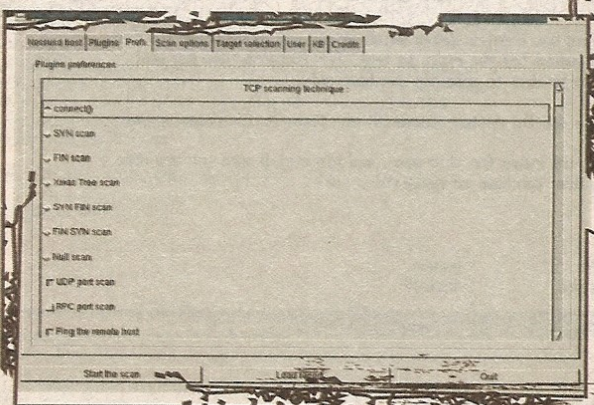 Nessusd host Plugins Prefs. Scan options Target selection User KB Credits
Plugins preferences
TCP scanning technique :
connect()
SYN scan
FIN scan
Xmas Tree scan
SYN FIN scan
FIN SYN scan
Null scan
UDP port scan
RPC port scan
Ping the remote host
Start the scan Load Quit